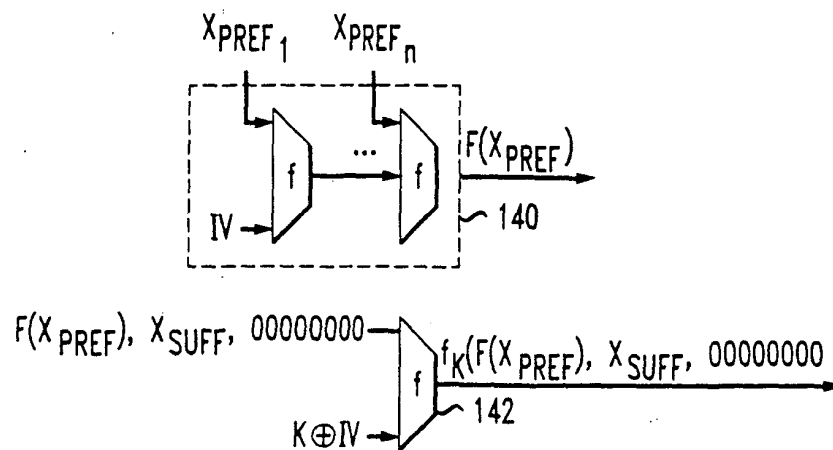 X_PREF_1 X_PREF_n
f ... f F(X_PREF)
IV
140
F(X_PREF), X_SUFF, 00000000
f f_K(F(X_PREF), X_SUFF, 00000000
142
K⊕IV